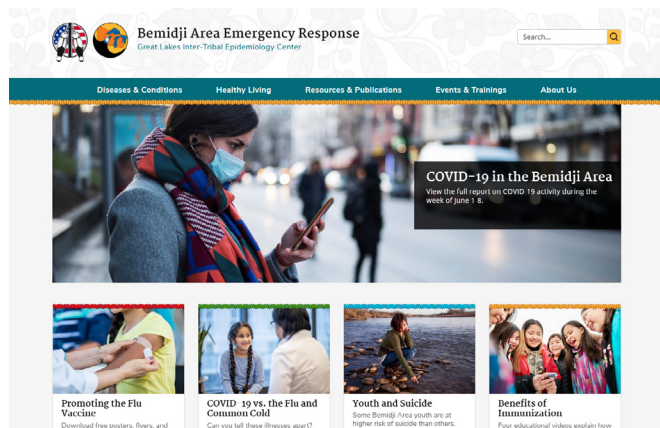 Bemidji Area Emergency Response
Great Lakes Inter-Tribal Epidemiology Center
Search...
Diseases & Conditions Healthy Living Resources & Publications Events & Trainings About Us
COVID-19 in the Bemidji Area
View the full report on COVID-19 activity during the
week of June 1-8.
Promoting the Flu
Vaccine
Download free posters, flyers, and
COVID-19 vs. the Flu and
Common Cold
Can you tell these illnesses apart?
Youth and Suicide
Some Bemidji Area youth are at
higher risk of suicide than others.
Benefits of
Immunization
Four educational videos explain how